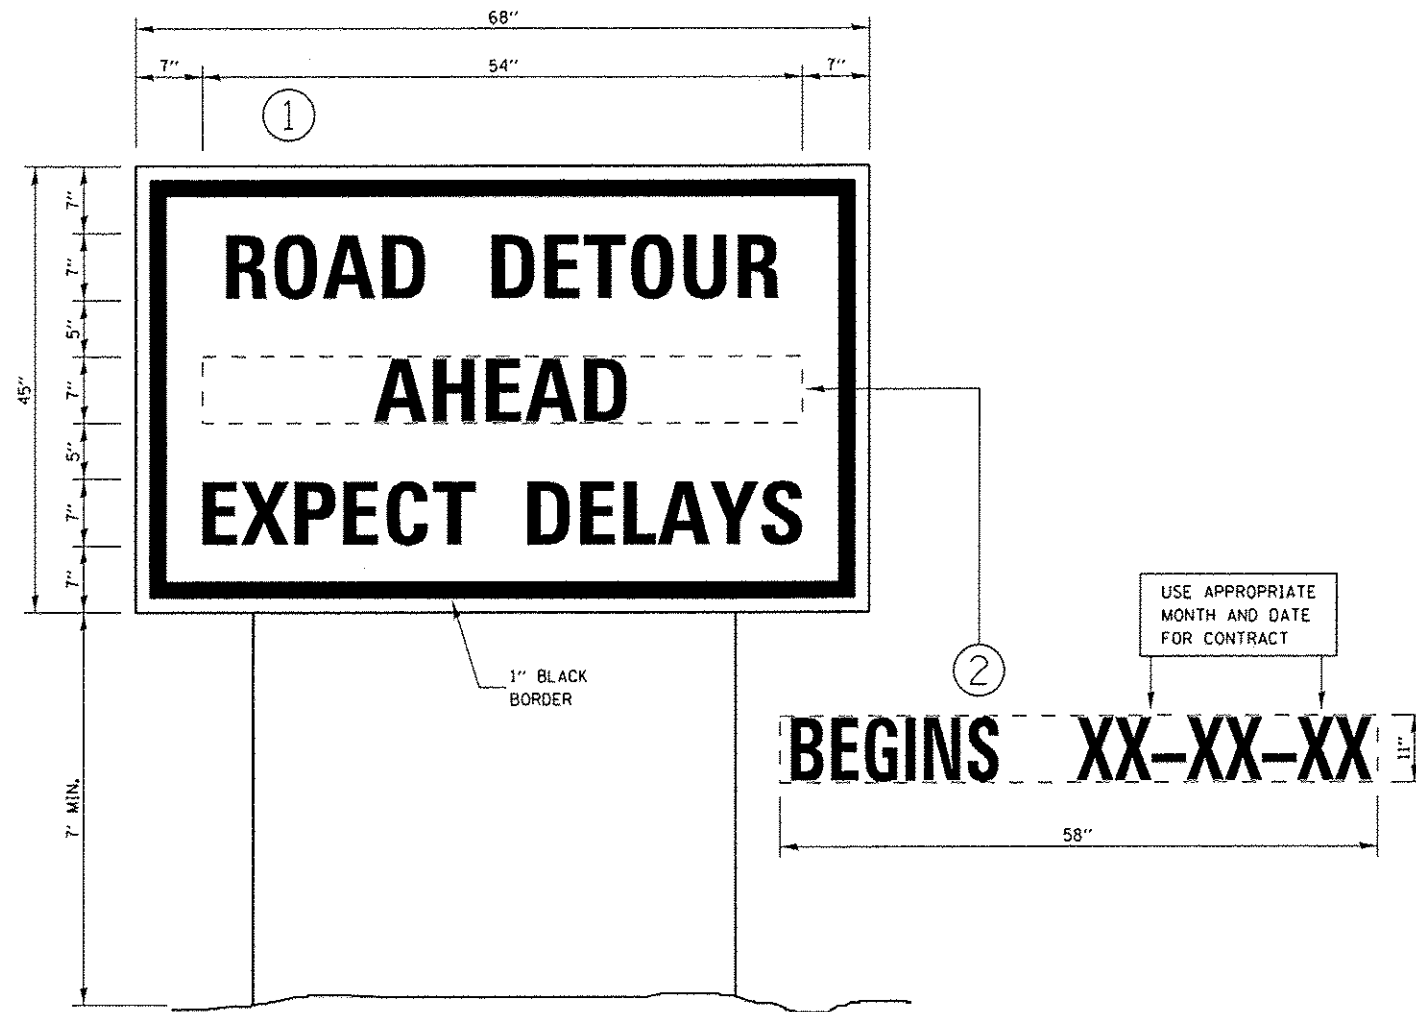 68"
7" 54" 7"
1
7"
7"
5"
7"
5"
7"
7"
45"
ROAD DETOUR
AHEAD
EXPECT DELAYS
1" BLACK
BORDER
7' MIN.
USE APPROPRIATE
MONTH AND DATE
FOR CONTRACT
2
BEGINS XX-XX-XX
11"
58"